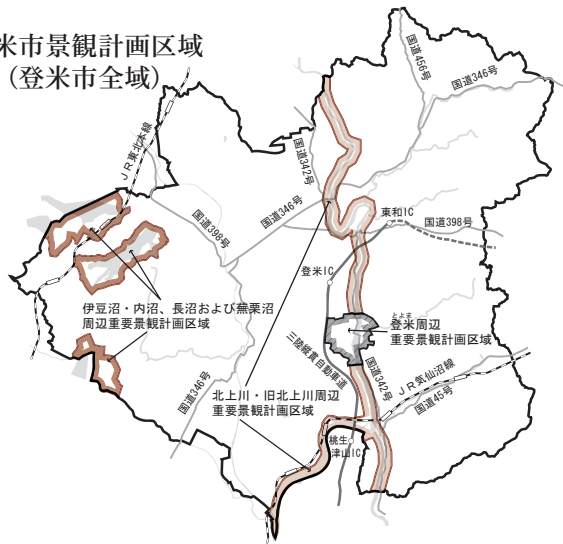 米市景観計画区域
(登米市全域)
国道456号
国道346号
JR東北本線
国道342号
国道398号
国道346号
東和IC
国道398号
登米IC
伊豆沼・内沼、長沼および蕪栗沼
周辺重要景観計画区域
とよま
登米周辺
重要景観計画区域
三陸縦貫自動車道
国道342号
JR気仙沼線
国道45号
国道346号
北上川・旧北上川周辺
重要景観計画区域
桃生
津山IC